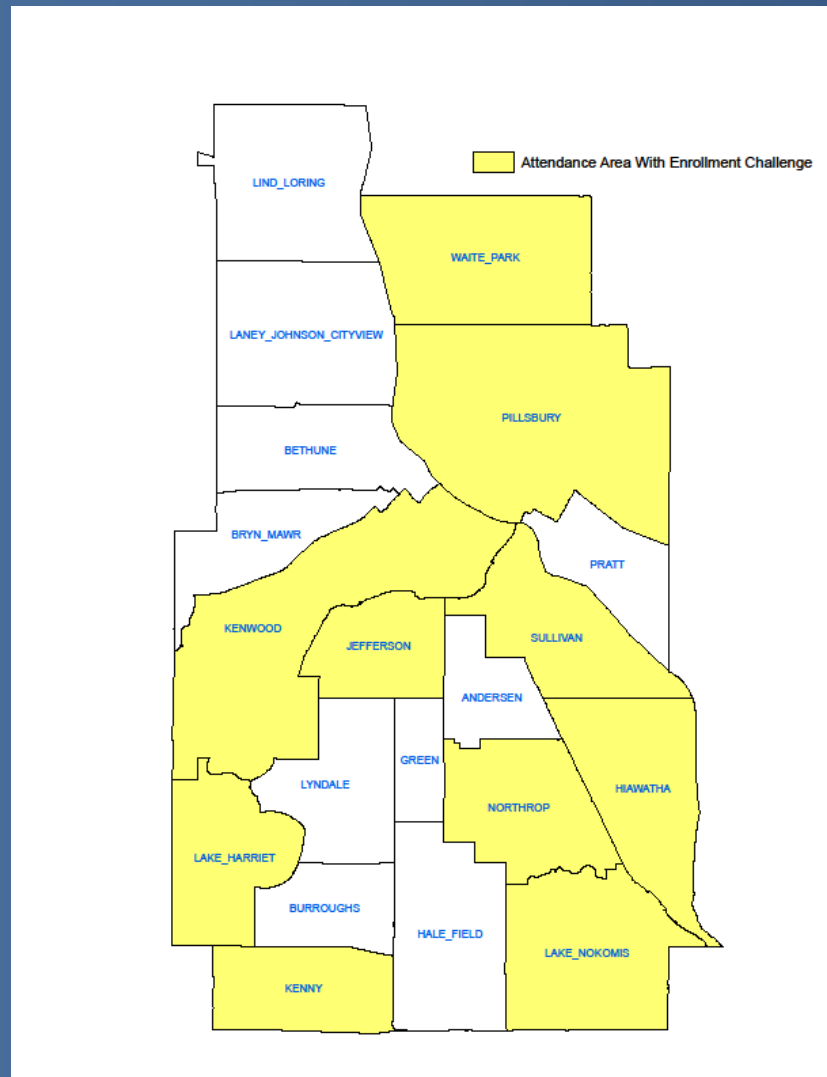 LIND_LORING
Attendance Area With Enrollment Challenge
WAITE_PARK
LANEY_JOHNSON_CITYVIEW
PILLSBURY
BETHUNE
BRYN_MAWR
PRATT
KENWOOD
SULLIVAN
JEFFERSON
ANDERSEN
GREEN
LYNDALE
HIAWATHA
NORTHROP
LAKE_HARRIET
BURROUGHS
HALE_FIELD
LAKE_NOKOMIS
KENNY